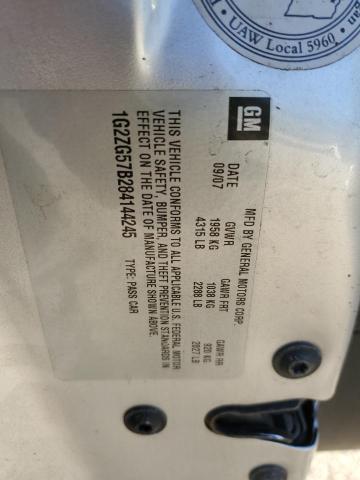 UAW Local 5960
GM
MFD BY GENERAL MOTORS CORP.
DATE GVWR GAWR FRT GAWR RR
09/07 1958 KG 1038 KG 920 KG
4315 LB 2288 LB 2027 LB
THIS VEHICLE CONFORMS TO ALL APPLICABLE U.S. FEDERAL MOTOR
VEHICLE SAFETY, BUMPER, AND THEFT PREVENTION STANDARDS IN
EFFECT ON THE DATE OF MANUFACTURE SHOWN ABOVE.
1G2ZG57B284144245 TYPE: PASS CAR